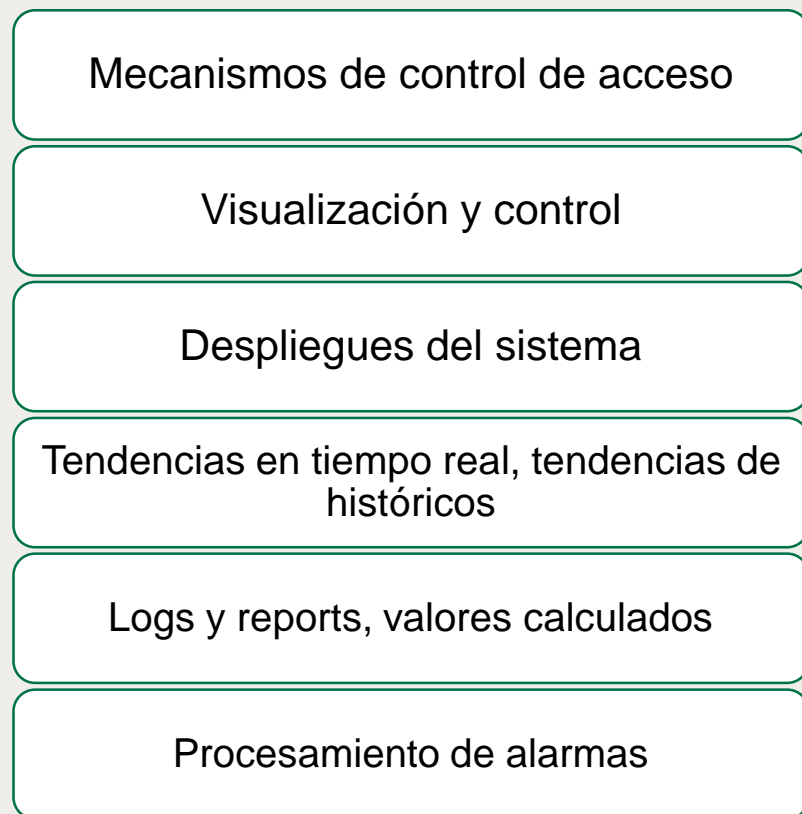 Mecanismos de control de acceso
Visualización y control
Despliegues del sistema
Tendencias en tiempo real, tendencias de
históricos
Logs y reports, valores calculados
Procesamiento de alarmas